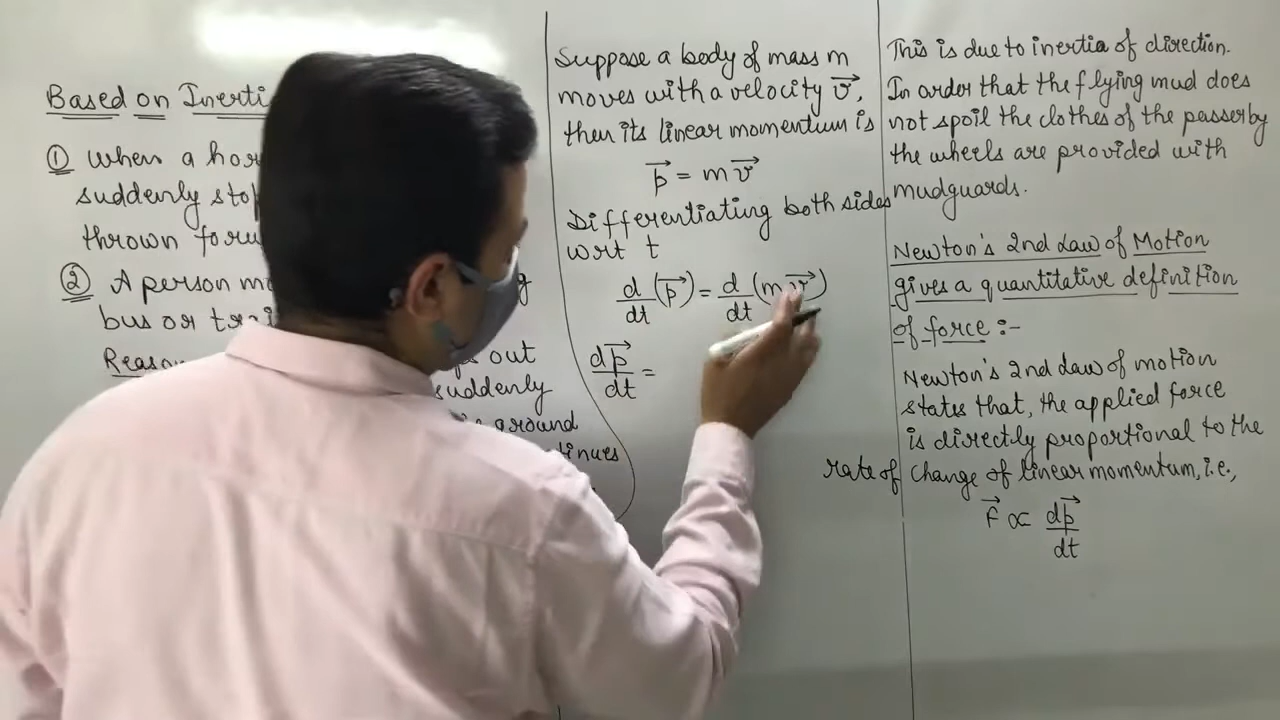 Based on Inerti
① When a hor
suddenly stop
thrown forw
② A person m
bus or tra
Reaso out
suddenly
ground
tinues
Suppose a body of mass m
moves with a velocity v⃗,
then its linear momentum is
p⃗ = mv⃗
Differentiating both sides
wrt t
d/dt (p⃗) = d/dt (mv⃗)
dp⃗/dt =
This is due to inertia of direction.
In order that the flying mud does
not spoil the clothes of the passerby
the wheels are provided with
mudguards.
Newton's 2nd Law of Motion
gives a quantitative definition
of force :-
Newton's 2nd Law of motion
states that, the applied force
is directly proportional to the
rate of change of linear momentum, i.e.,
F⃗ ∝ dp⃗/dt